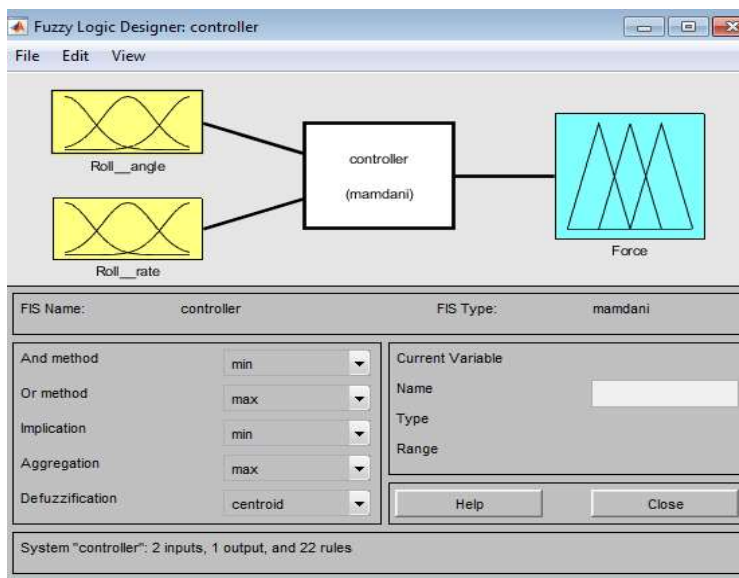 Fuzzy Logic Designer: controller
File Edit View
Roll__angle
controller
(mamdani)
Roll__rate
Force
FIS Name: controller FIS Type: mamdani
And method min
Or method max
Implication min
Aggregation max
Defuzzification centroid
Current Variable
Name
Type
Range
Help Close
System "controller": 2 inputs, 1 output, and 22 rules